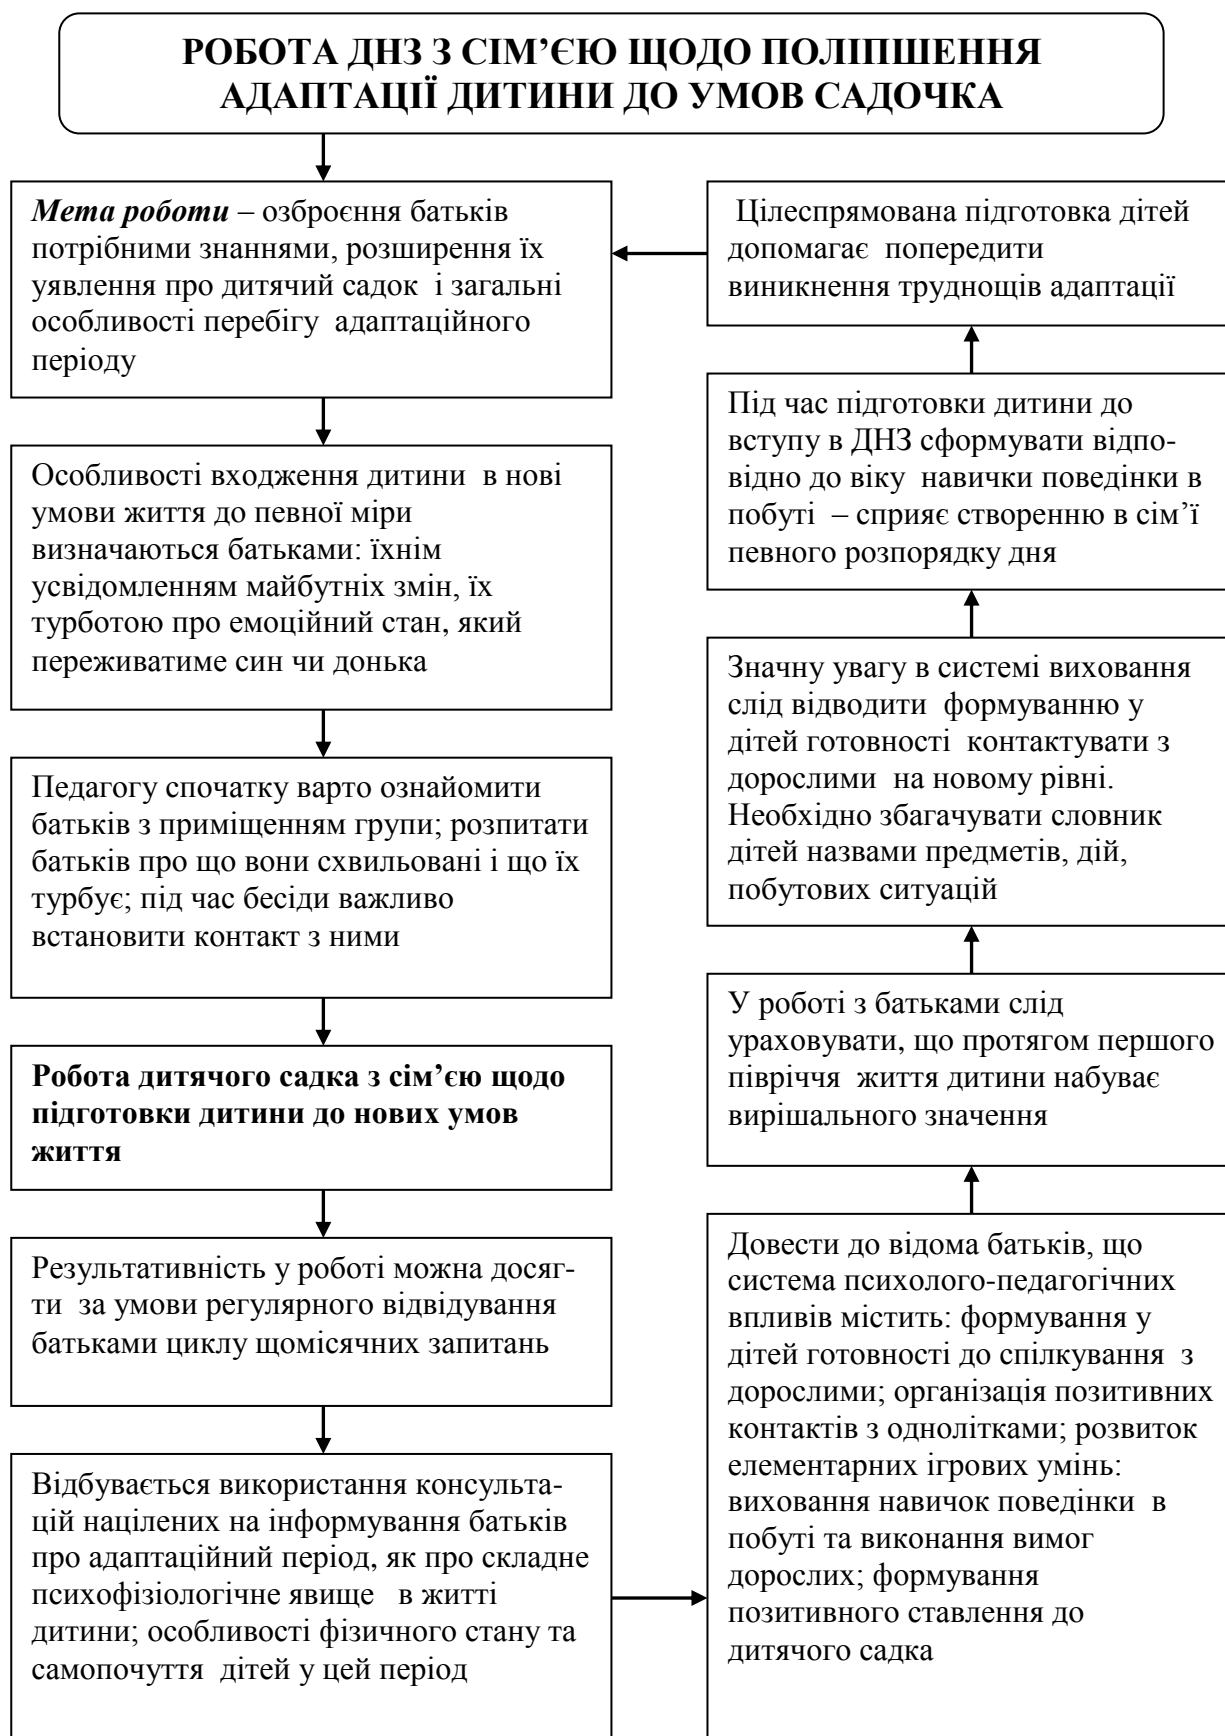 РОБОТА ДНЗ З СІМ’ЄЮ ЩОДО ПОЛІПШЕННЯ
АДАПТАЦІЇ ДИТИНИ ДО УМОВ САДОЧКА
Мета роботи – озброєння батьків
потрібними знаннями, розширення їх
уявлення про дитячий садок і загальні
особливості перебігу адаптаційного
періоду
Особливості входження дитини в нові
умови життя до певної міри
визначаються батьками: їхнім
усвідомленням майбутніх змін, їх
турботою про емоційний стан, який
переживатиме син чи донька
Педагогу спочатку варто ознайомити
батьків з приміщенням групи; розпитати
батьків про що вони схвильовані і що їх
турбує; під час бесіди важливо
встановити контакт з ними
Робота дитячого садка з сім’єю щодо
підготовки дитини до нових умов
життя
Результативність у роботі можна досяг-
ти за умови регулярного відвідування
батьками циклу щомісячних запитань
Відбувається використання консульта-
цій націлених на інформування батьків
про адаптаційний період, як про складне
психофізіологічне явище в житті
дитини; особливості фізичного стану та
самопочуття дітей у цей період
Довести до відома батьків, що
система психолого-педагогічних
впливів містить: формування у
дітей готовності до спілкування з
дорослими; організація позитивних
контактів з однолітками; розвиток
елементарних ігрових умінь:
виховання навичок поведінки в
побуті та виконання вимог
дорослих; формування
позитивного ставлення до
дитячого садка
У роботі з батьками слід
ураховувати, що протягом першого
півріччя життя дитини набуває
вирішального значення
Значну увагу в системі виховання
слід відводити формуванню у
дітей готовності контактувати з
дорослими на новому рівні.
Необхідно збагачувати словник
дітей назвами предметів, дій,
побутових ситуацій
Під час підготовки дитини до
вступу в ДНЗ сформувати відпо-
відно до віку навички поведінки в
побуті – сприяє створенню в сім’ї
певного розпорядку дня
Цілеспрямована підготовка дітей
допомагає попередити
виникнення труднощів адаптації